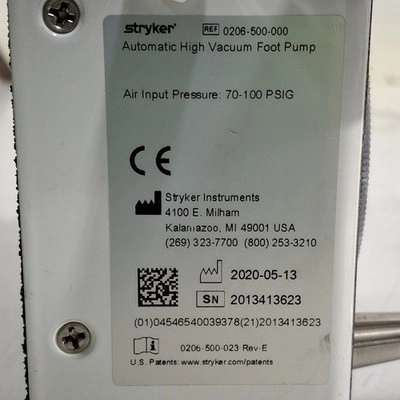 stryker® REF 0206-500-000
Automatic High Vacuum Foot Pump
Air Input Pressure: 70-100 PSIG
CE
Stryker Instruments
4100 E. Milham
Kalamazoo, MI 49001 USA
(269) 323-7700 (800) 253-3210
2020-05-13
SN 2013413623
(01)04546540039378(21)2013413623
0206-500-023 Rev-E
U.S. Patents: www.stryker.com/patents